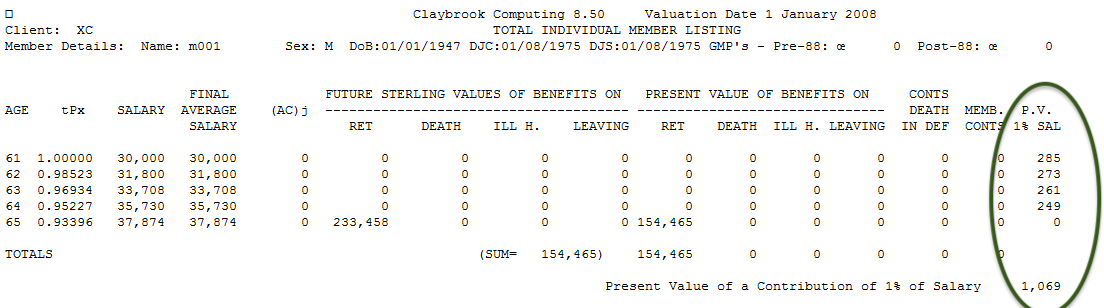 Claybrook Computing 8.50 Valuation Date 1 January 2008
Client: XC TOTAL INDIVIDUAL MEMBER LISTING
Member Details: Name: m001 Sex: M DoB:01/01/1947 DJC:01/08/1975 DJS:01/08/1975 GMP's - Pre-88: œ 0 Post-88: œ 0
FINAL FUTURE STERLING VALUES OF BENEFITS ON PRESENT VALUE OF BENEFITS ON CONTS
AGE tPx SALARY AVERAGE (AC)j -------------------------------------- ------------------------------ DEATH MEMB. P.V.
SALARY RET DEATH ILL H. LEAVING RET DEATH ILL H. LEAVING IN DEF CONTS 1% SAL
61 1.00000 30,000 30,000 0 0 0 0 0 0 0 0 0 0 0 285
62 0.98523 31,800 31,800 0 0 0 0 0 0 0 0 0 0 0 273
63 0.96934 33,708 33,708 0 0 0 0 0 0 0 0 0 0 0 261
64 0.95227 35,730 35,730 0 0 0 0 0 0 0 0 0 0 0 249
65 0.93396 37,874 37,874 0 233,458 0 0 0 154,465 0 0 0 0 0 0
TOTALS (SUM= 154,465) 154,465 0 0 0 0 0
Present Value of a Contribution of 1% of Salary 1,069